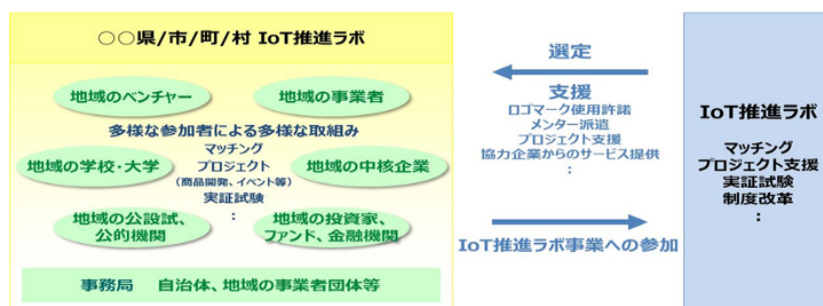 ○○県/市/町/村 IoT推進ラボ
地域のベンチャー
地域の事業者
多様な参加者による多様な取組み
地域の学校・大学
マッチング
プロジェクト
(商品開発、イベント等)
実証試験
:
地域の中核企業
地域の公設試、
公的機関
地域の投資家、
ファンド、金融機関
事務局 自治体、地域の事業者団体等
選定
支援
ロゴマーク使用許諾
メンター派遣
プロジェクト支援
協力企業からのサービス提供
:
IoT推進ラボ事業への参加
IoT推進ラボ
マッチング
プロジェクト支援
実証試験
制度改革
: